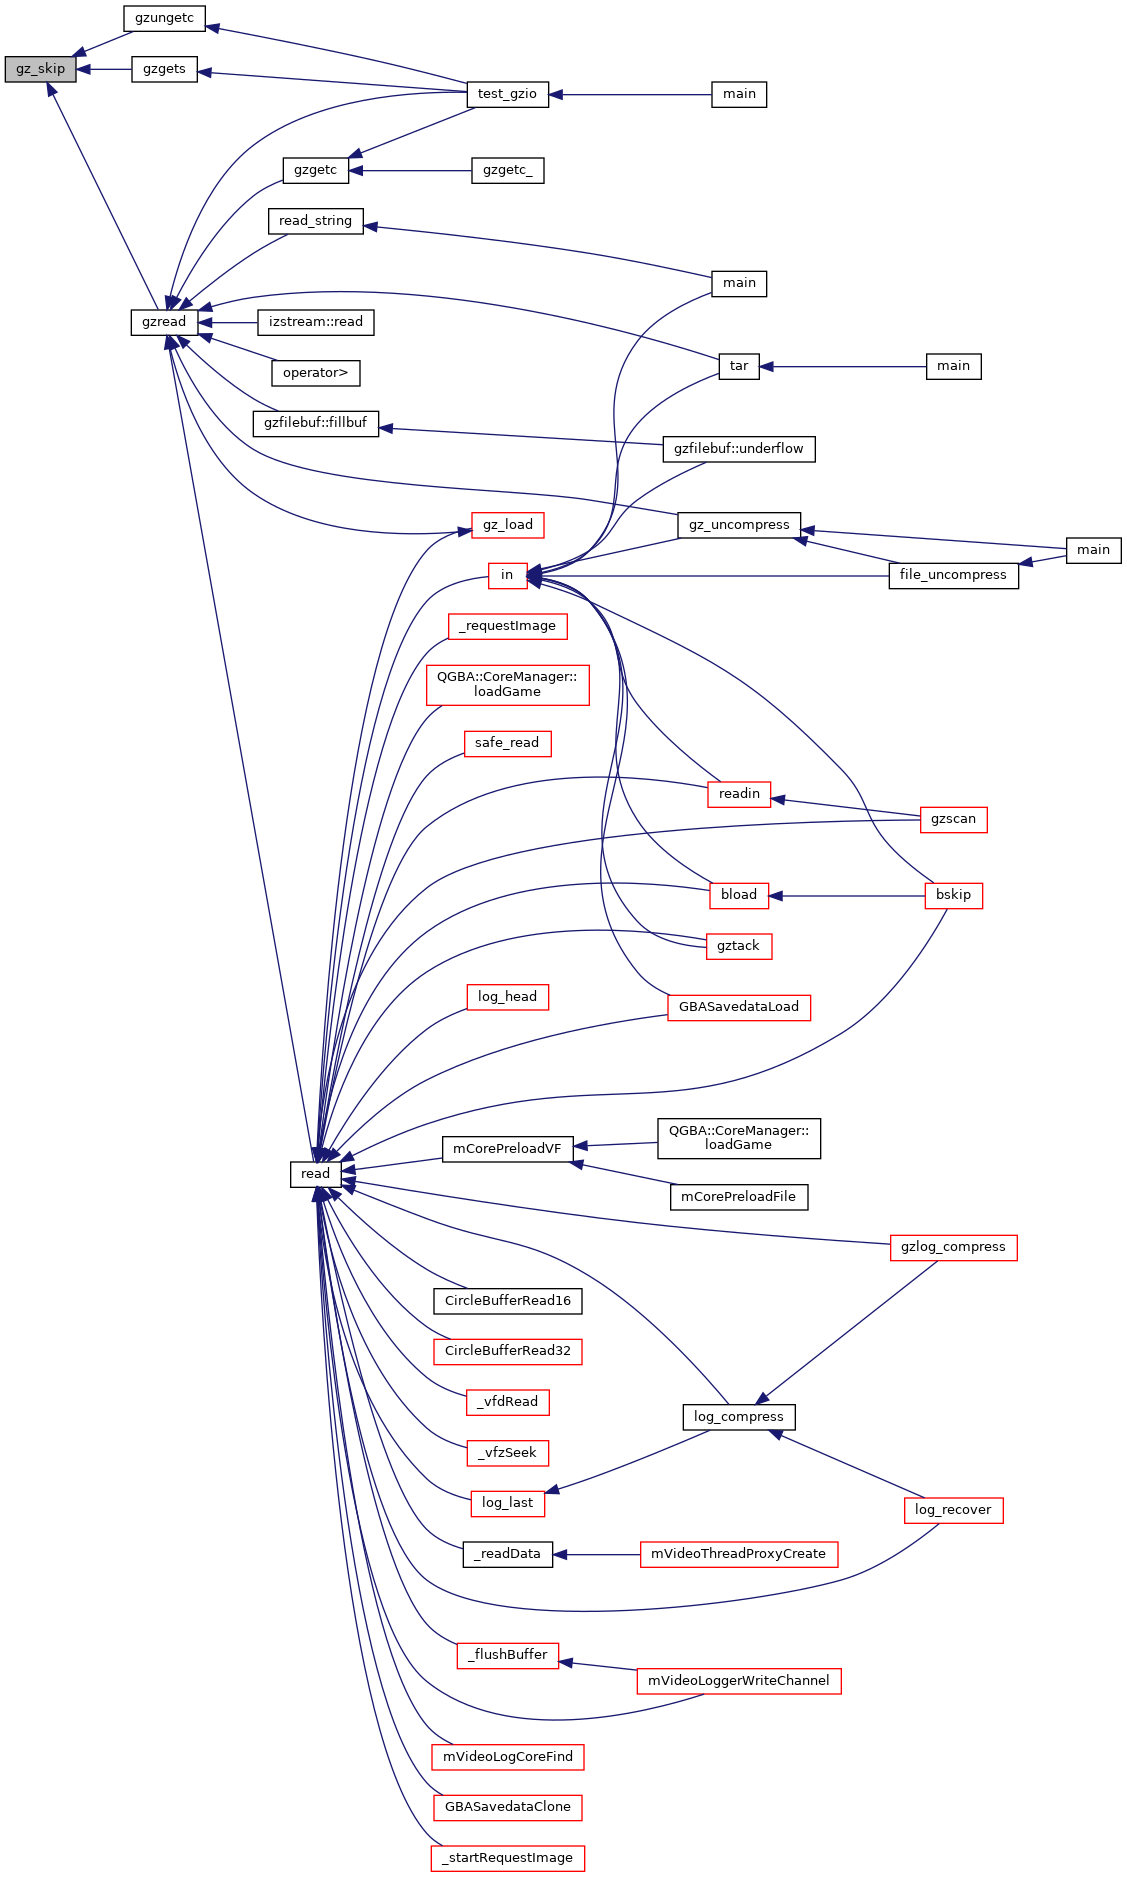 gzungetc
gz_skip
gzgets
test_gzio
main
gzgetc
gzgetc_
read_string
main
gzread
izstream::read
tar
main
operator>
gzfilebuf::fillbuf
gzfilebuf::underflow
gz_load
gz_uncompress
main
in
file_uncompress
_requestImage
QGBA::CoreManager::
loadGame
safe_read
readin
gzscan
bload
bskip
gztack
log_head
GBASavedataLoad
mCorePreloadVF
QGBA::CoreManager::
loadGame
read
mCorePreloadFile
gzlog_compress
CircleBufferRead16
CircleBufferRead32
_vfdRead
log_compress
_vfzSeek
log_last
log_recover
_readData
mVideoThreadProxyCreate
_flushBuffer
mVideoLoggerWriteChannel
mVideoLogCoreFind
GBASavedataClone
_startRequestImage